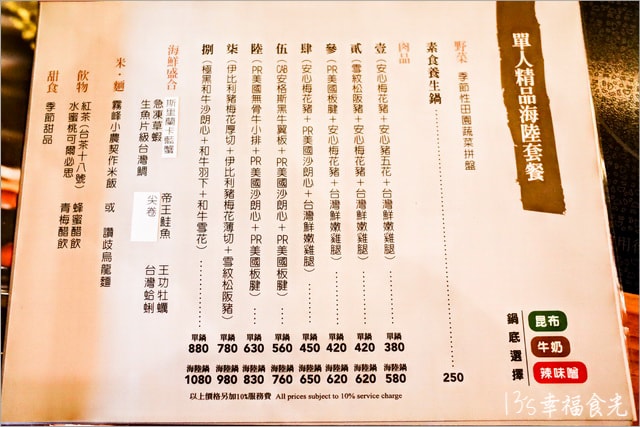 單人精品海陸套餐
鍋底選擇
昆布
牛奶
辣味噌
野菜 季節性田園蔬菜拼盤
素食養生鍋 250
肉品
壹(安心梅花豬+安心豬五花+台灣鮮嫩雞腿) 單鍋 380 海陸鍋 580
貳(雪紋松阪豬+安心梅花豬+台灣鮮嫩雞腿) 單鍋 420 海陸鍋 620
參(PR美國板腱+安心梅花豬+台灣鮮嫩雞腿) 單鍋 420 海陸鍋 620
肆(安心梅花豬+PR美國沙朗心+台灣鮮嫩雞腿) 單鍋 450 海陸鍋 650
伍(CAB安格斯黑牛翼板+PR美國沙朗心+PR美國板腱) 單鍋 560 海陸鍋 760
陸(PR美國無骨牛小排+PR美國沙朗心+PR美國板腱) 單鍋 630 海陸鍋 830
柒(伊比利豬梅花厚切+伊比利豬梅花薄切+雪紋松阪豬) 單鍋 780 海陸鍋 980
捌(極黑和牛沙朗心+和牛羽下+和牛雪花) 單鍋 880 海陸鍋 1080
海鮮盛合
斯里蘭卡藍蟹 帝王鮭魚 王功牡蠣
急凍草蝦 尖卷 台灣蛤蜊
生魚片級台灣鯛
米·麵
霧峰小農契作米飯 或 讚歧烏龍麵
飲物
紅茶(台茶十八號) 蜂蜜醋飲
水蜜桃可爾必思 青梅醋飲
甜食
季節甜品
以上價格另加10%服務費 All prices subject to 10% service charge
13's幸福食光